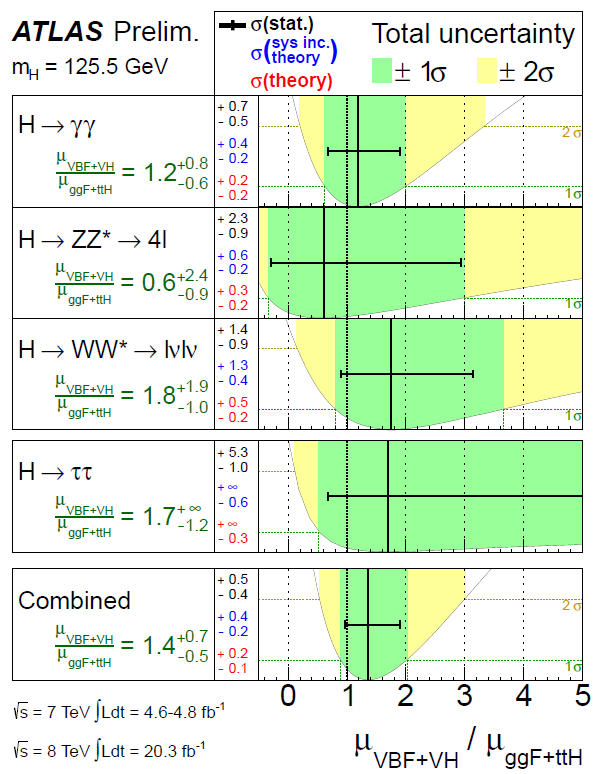 ATLAS Prelim.
m_H = 125.5 GeV
σ(stat.)
σ(sys inc. theory)
σ(theory)
Total uncertainty
± 1σ ± 2σ
H → γγ
μ_VBF+VH / μ_ggF+ttH = 1.2 +0.8 −0.6
+ 0.7
- 0.5
+ 0.4
- 0.2
+ 0.2
- 0.2
2σ
1σ
H → ZZ* → 4l
μ_VBF+VH / μ_ggF+ttH = 0.6 +2.4 −0.9
+ 2.3
- 0.9
+ 0.6
- 0.2
+ 0.3
- 0.2
1σ
H → WW* → lνlν
μ_VBF+VH / μ_ggF+ttH = 1.8 +1.9 −1.0
+ 1.4
- 0.9
+ 1.3
- 0.4
+ 0.5
- 0.2
1σ
H → ττ
μ_VBF+VH / μ_ggF+ttH = 1.7 +∞ −1.2
+ 5.3
- 1.0
+ ∞
- 0.6
+ ∞
- 0.3
Combined
μ_VBF+VH / μ_ggF+ttH = 1.4 +0.7 −0.5
+ 0.5
- 0.4
+ 0.4
- 0.2
+ 0.2
- 0.1
2σ
1σ
0 1 2 3 4 5
√s = 7 TeV ∫Ldt = 4.6-4.8 fb⁻¹
√s = 8 TeV ∫Ldt = 20.3 fb⁻¹
μ_VBF+VH / μ_ggF+ttH